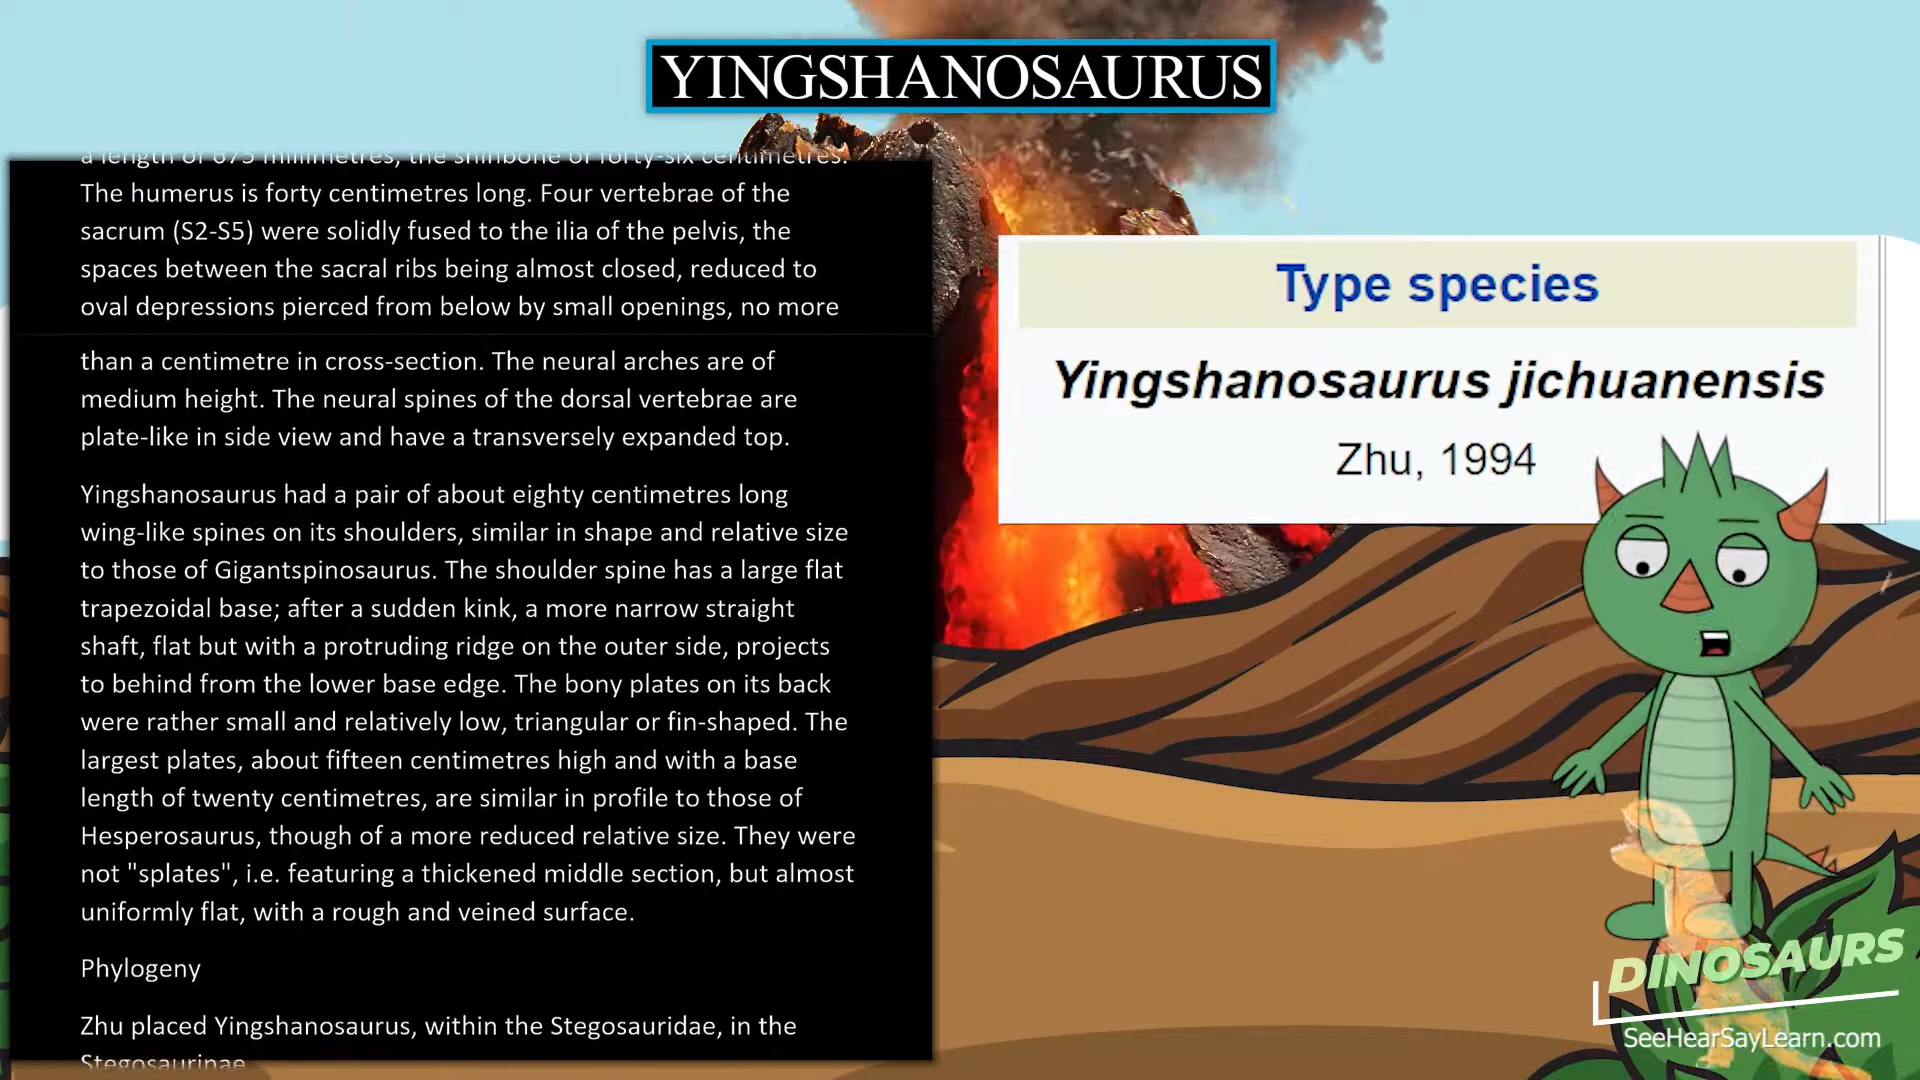 YINGSHANOSAURUS
a length of 675 millimetres, the shinbone of forty-six centimetres.
The humerus is forty centimetres long. Four vertebrae of the
sacrum (S2-S5) were solidly fused to the ilia of the pelvis, the
spaces between the sacral ribs being almost closed, reduced to
oval depressions pierced from below by small openings, no more
than a centimetre in cross-section. The neural arches are of
medium height. The neural spines of the dorsal vertebrae are
plate-like in side view and have a transversely expanded top.
Yingshanosaurus had a pair of about eighty centimetres long
wing-like spines on its shoulders, similar in shape and relative size
to those of Gigantspinosaurus. The shoulder spine has a large flat
trapezoidal base; after a sudden kink, a more narrow straight
shaft, flat but with a protruding ridge on the outer side, projects
to behind from the lower base edge. The bony plates on its back
were rather small and relatively low, triangular or fin-shaped. The
largest plates, about fifteen centimetres high and with a base
length of twenty centimetres, are similar in profile to those of
Hesperosaurus, though of a more reduced relative size. They were
not "splates", i.e. featuring a thickened middle section, but almost
uniformly flat, with a rough and veined surface.
Phylogeny
Zhu placed Yingshanosaurus, within the Stegosauridae, in the
Stegosaurinae
Type species
Yingshanosaurus jichuanensis
Zhu, 1994
DINOSAURS
SeeHearSayLearn.com